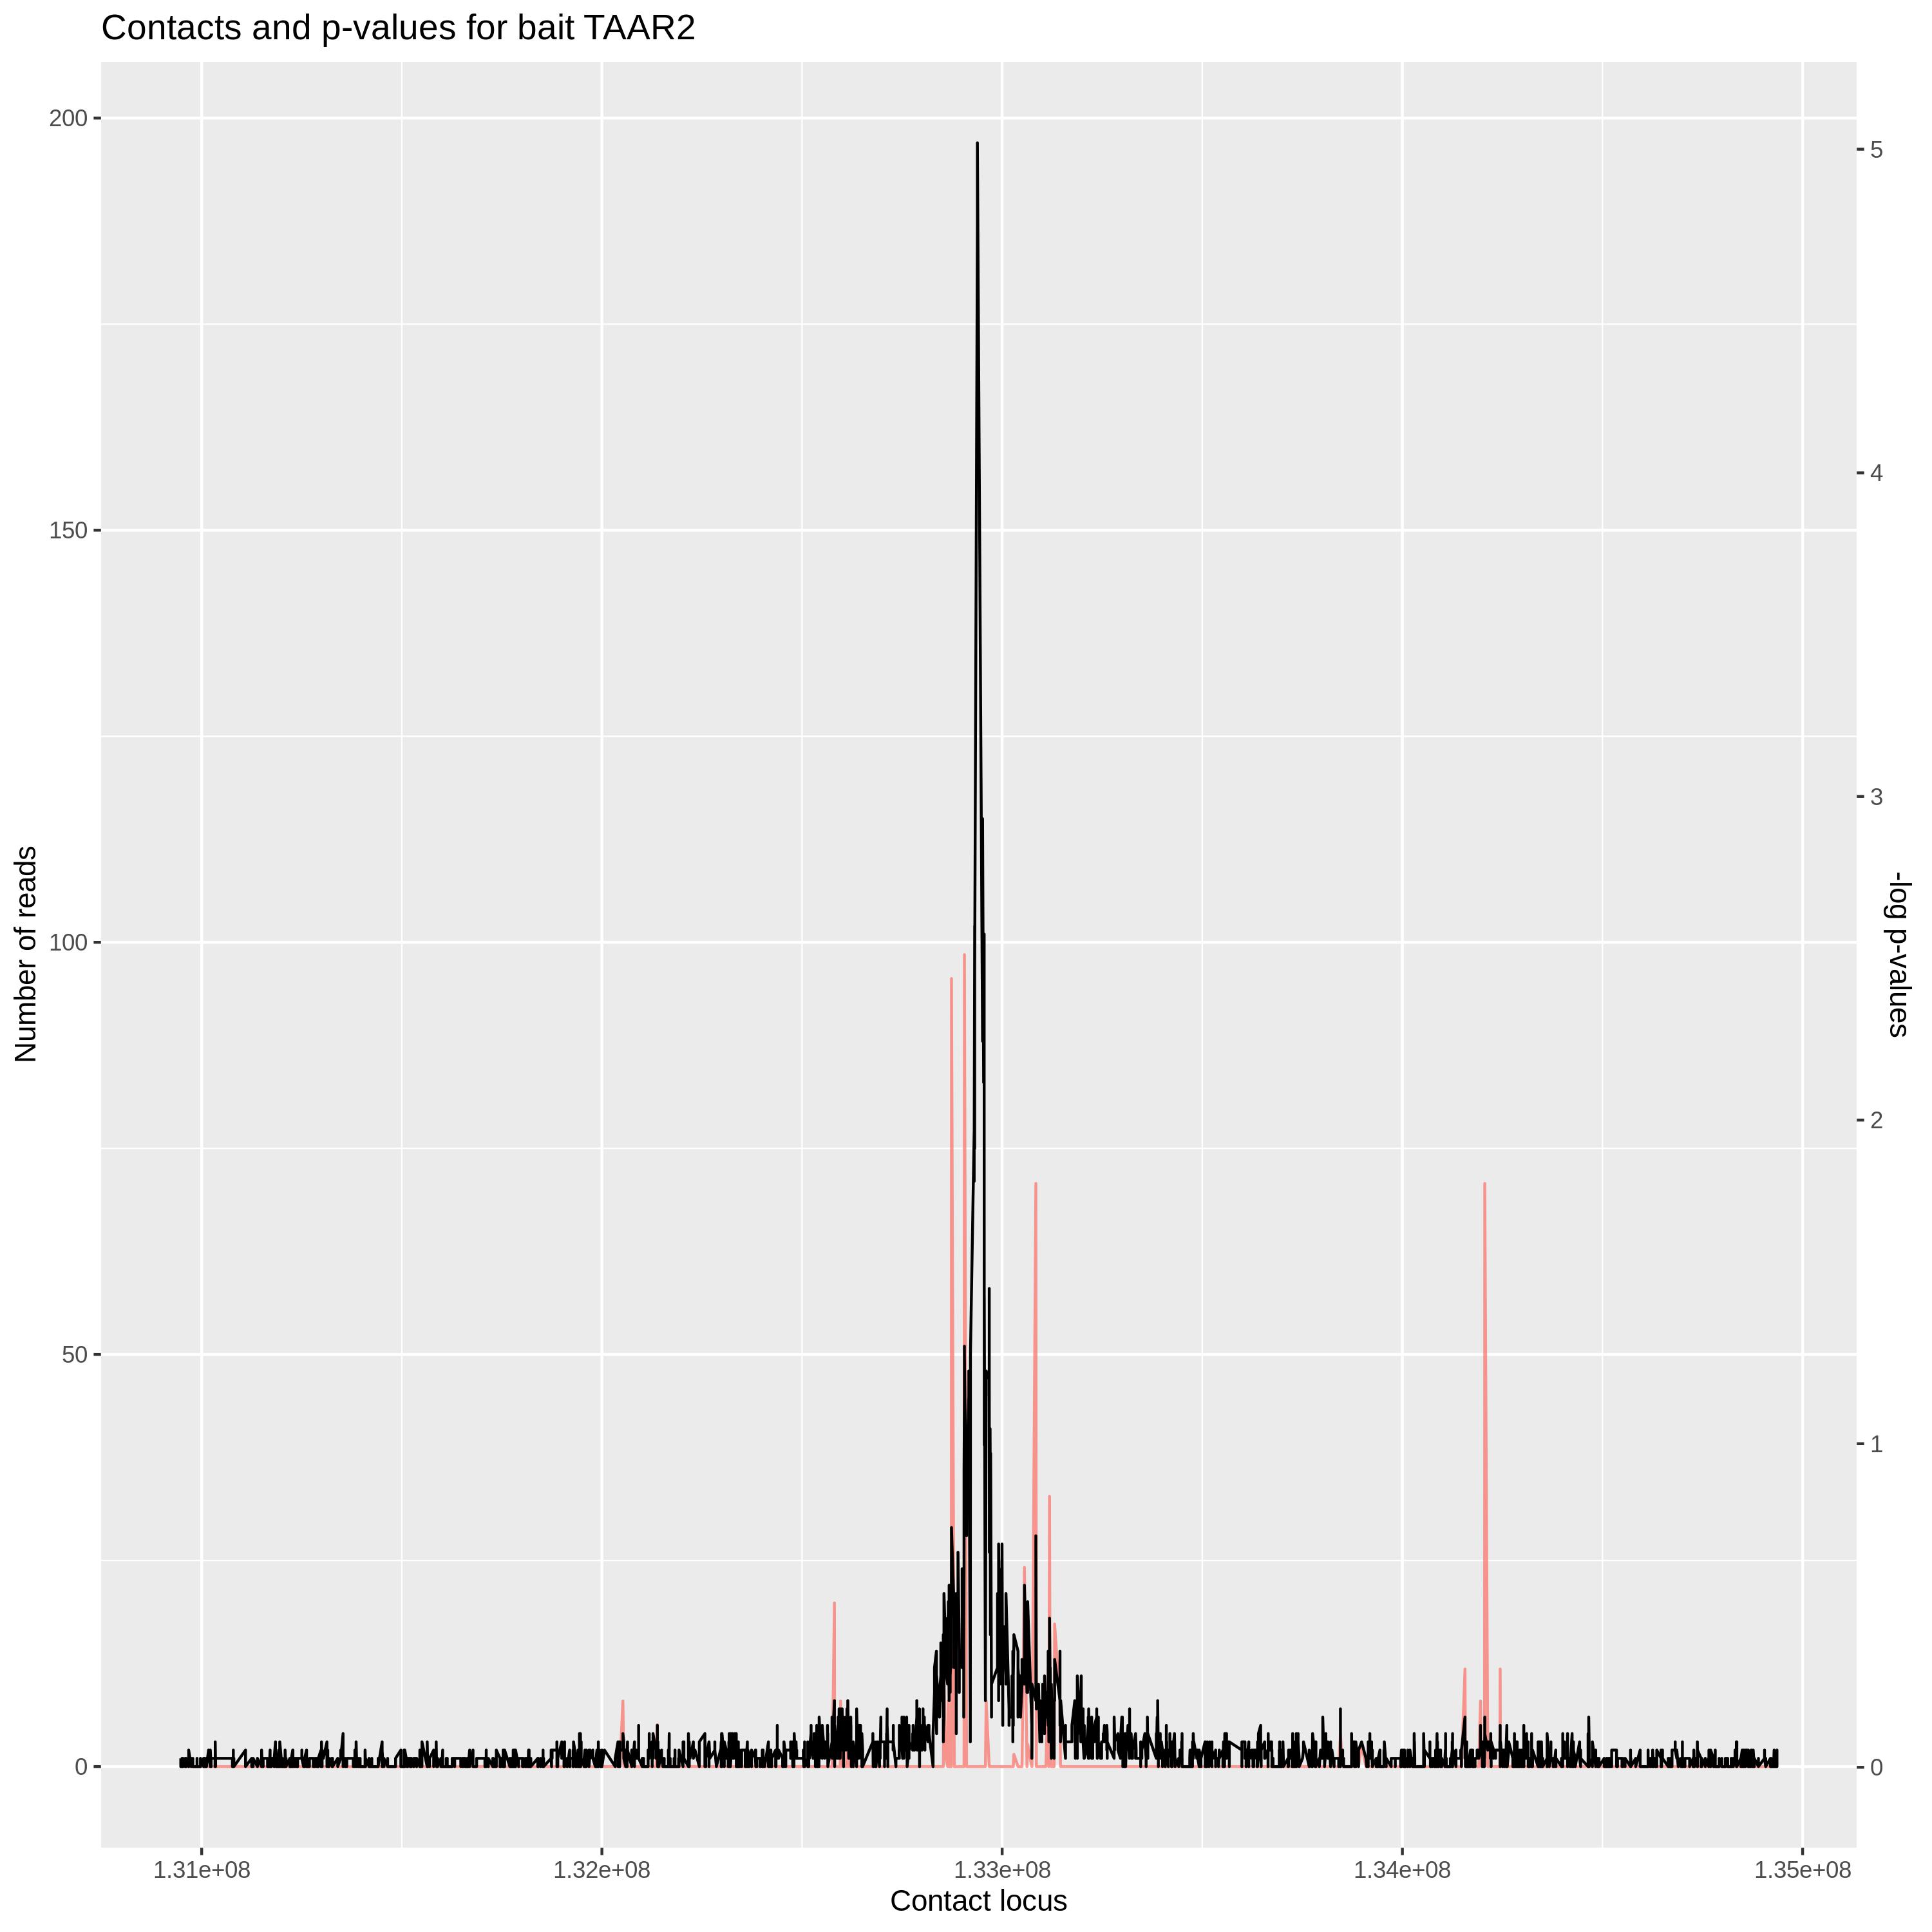 Contacts and p-values for bait TAAR2
200
150
100
50
0
Number of reads
5
4
3
2
1
0
-log p-values
1.31e+08
1.32e+08
1.33e+08
1.34e+08
1.35e+08
Contact locus